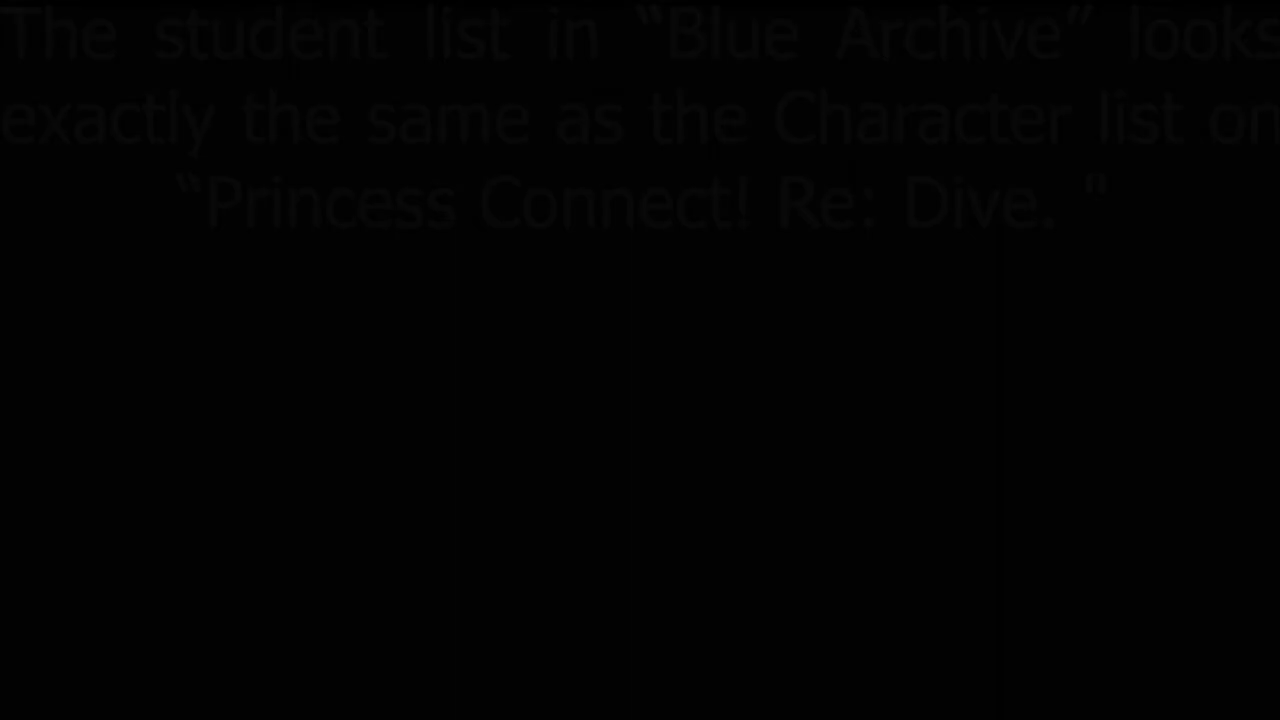 The student list in “Blue Archive” looks
exactly the same as the Character list on
“Princess Connect! Re: Dive. "